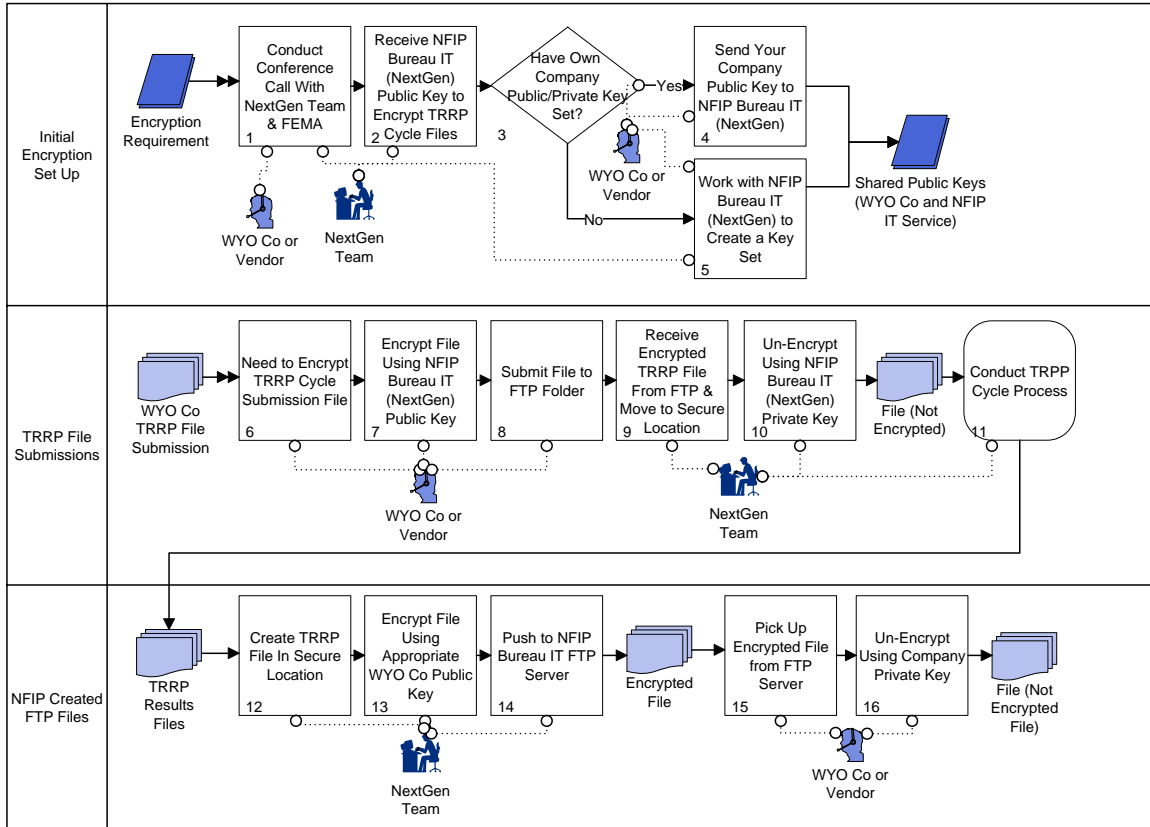 Initial
Encryption
Set Up
Encryption
Requirement
Conduct
Conference
Call With
NextGen Team
& FEMA
1
Receive NFIP
Bureau IT
(NextGen)
Public Key to
Encrypt TRRP
Cycle Files
2
Have Own
Company
Public/Private Key
Set?
3
Yes
No
Send Your
Company
Public Key to
NFIP Bureau IT
(NextGen)
4
Work with NFIP
Bureau IT
(NextGen) to
Create a Key
Set
5
WYO Co or
Vendor
NextGen
Team
WYO Co or
Vendor
Shared Public Keys
(WYO Co and NFIP
IT Service)
TRRP File
Submissions
WYO Co
TRRP File
Submission
Need to Encrypt
TRRP Cycle
Submission File
6
Encrypt File
Using NFIP
Bureau IT
(NextGen)
Public Key
7
Submit File to
FTP Folder
8
Receive
Encrypted
TRRP File
From FTP &
Move to Secure
Location
9
Un-Encrypt
Using NFIP
Bureau IT
(NextGen)
Private Key
10
File (Not
Encrypted)
Conduct TRPP
Cycle Process
11
WYO Co or
Vendor
NextGen
Team
NFIP Created
FTP Files
TRRP
Results
Files
Create TRRP
File In Secure
Location
12
Encrypt File
Using
Appropriate
WYO Co Public
Key
13
Push to NFIP
Bureau IT FTP
Server
14
Encrypted
File
Pick Up
Encrypted File
from FTP
Server
15
Un-Encrypt
Using Company
Private Key
16
File (Not
Encrypted
File)
NextGen
Team
WYO Co or
Vendor